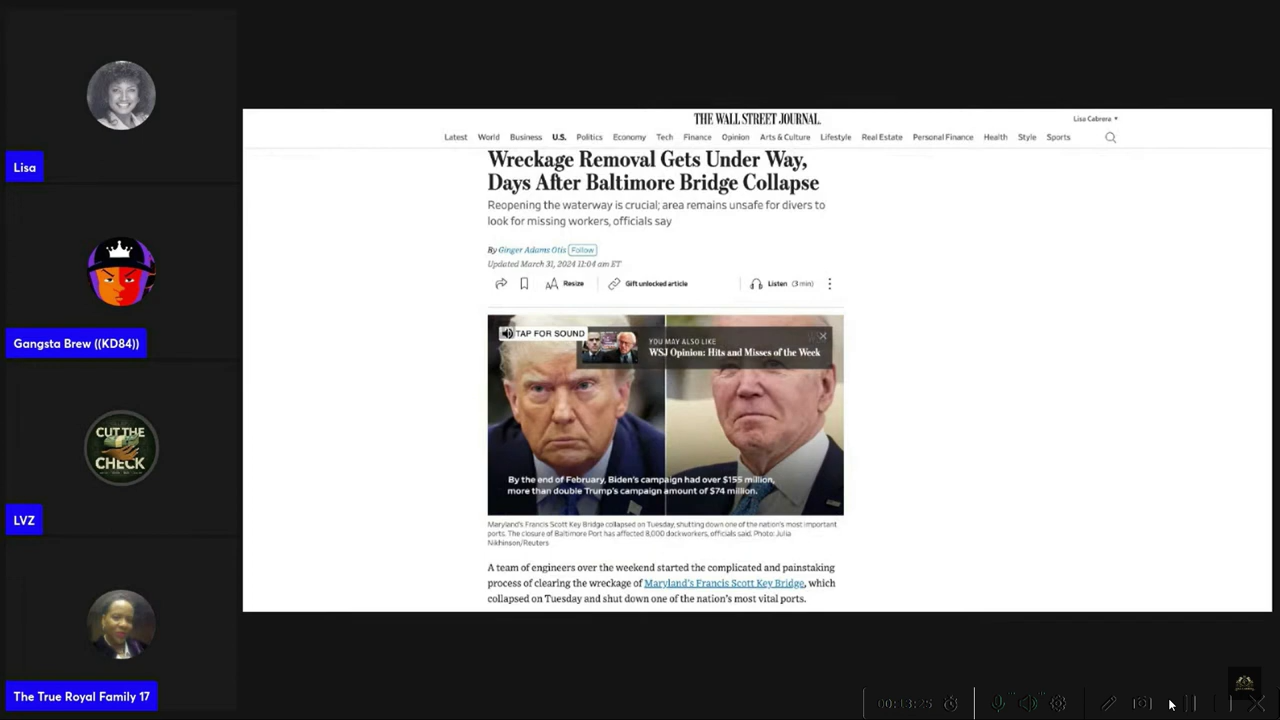 Lisa
Gangsta Brew ((KD84))
CUT THE
CHECK
LVZ
The True Royal Family 17
THE WALL STREET JOURNAL.
Lisa Cabrera
Latest World Business U.S. Politics Economy Tech Finance Opinion Arts & Culture Lifestyle Real Estate Personal Finance Health Style Sports
Wreckage Removal Gets Under Way,
Days After Baltimore Bridge Collapse
Reopening the waterway is crucial; area remains unsafe for divers to
look for missing workers, officials say
By Ginger Adams Otis Follow
Updated March 31, 2024 11:04 am ET
AA Resize Gift unlocked article Listen (3 min)
TAP FOR SOUND
YOU MAY ALSO LIKE
WSJ Opinion: Hits and Misses of the Week
By the end of February, Biden's campaign had over $155 million,
more than double Trump's campaign amount of $74 million.
Maryland's Francis Scott Key Bridge collapsed on Tuesday, shutting down one of the nation's most important
ports. The closure of Baltimore Port has affected 8,000 dockworkers, officials said. Photo: Julia
Nikhinson/Reuters
A team of engineers over the weekend started the complicated and painstaking
process of clearing the wreckage of Maryland's Francis Scott Key Bridge, which
collapsed on Tuesday and shut down one of the nation's most vital ports.
00:13:25